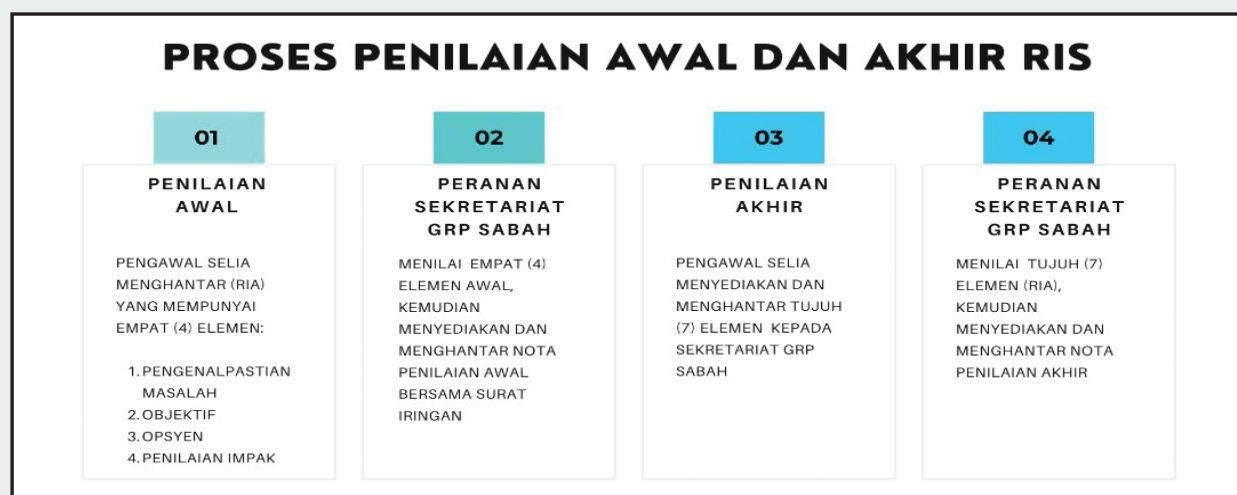 PROSES PENILAIAN AWAL DAN AKHIR RIS
01
PENILAIAN
AWAL
PENGAWAL SELIA
MENGHANTAR (RIA)
YANG MEMPUNYAI
EMPAT (4) ELEMEN:
1. PENGENALPASTIAN
MASALAH
2. OBJEKTIF
3. OPSYEN
4. PENILAIAN IMPAK
02
PERANAN
SEKRETARIAT
GRP SABAH
MENILAI EMPAT (4)
ELEMEN AWAL,
KEMUDIAN
MENYEDIAKAN DAN
MENGHANTAR NOTA
PENILAIAN AWAL
BERSAMA SURAT
IRINGAN
03
PENILAIAN
AKHIR
PENGAWAL SELIA
MENYEDIAKAN DAN
MENGHANTAR TUJUH
(7) ELEMEN KEPADA
SEKRETARIAT GRP
SABAH
04
PERANAN
SEKRETARIAT
GRP SABAH
MENILAI TUJUH (7)
ELEMEN (RIA),
KEMUDIAN
MENYEDIAKAN DAN
MENGHANTAR NOTA
PENILAIAN AKHIR